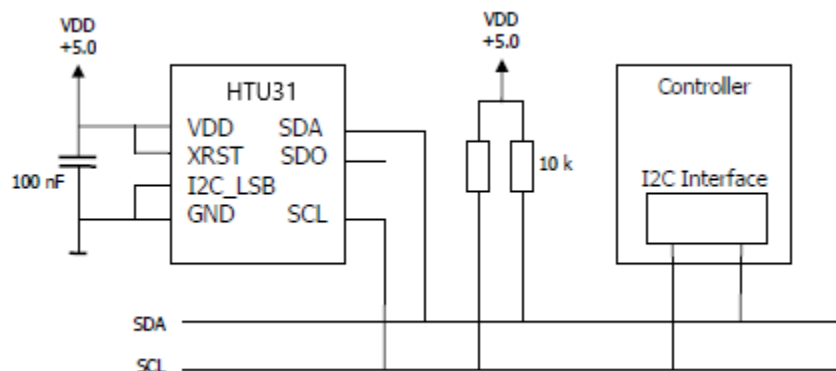 VDD
+5.0
HTU31
VDD SDA
XRST SDO
I2C_LSB
GND SCL
100 nF
VDD
+5.0
10 k
Controller
I2C Interface
SDA
SCL